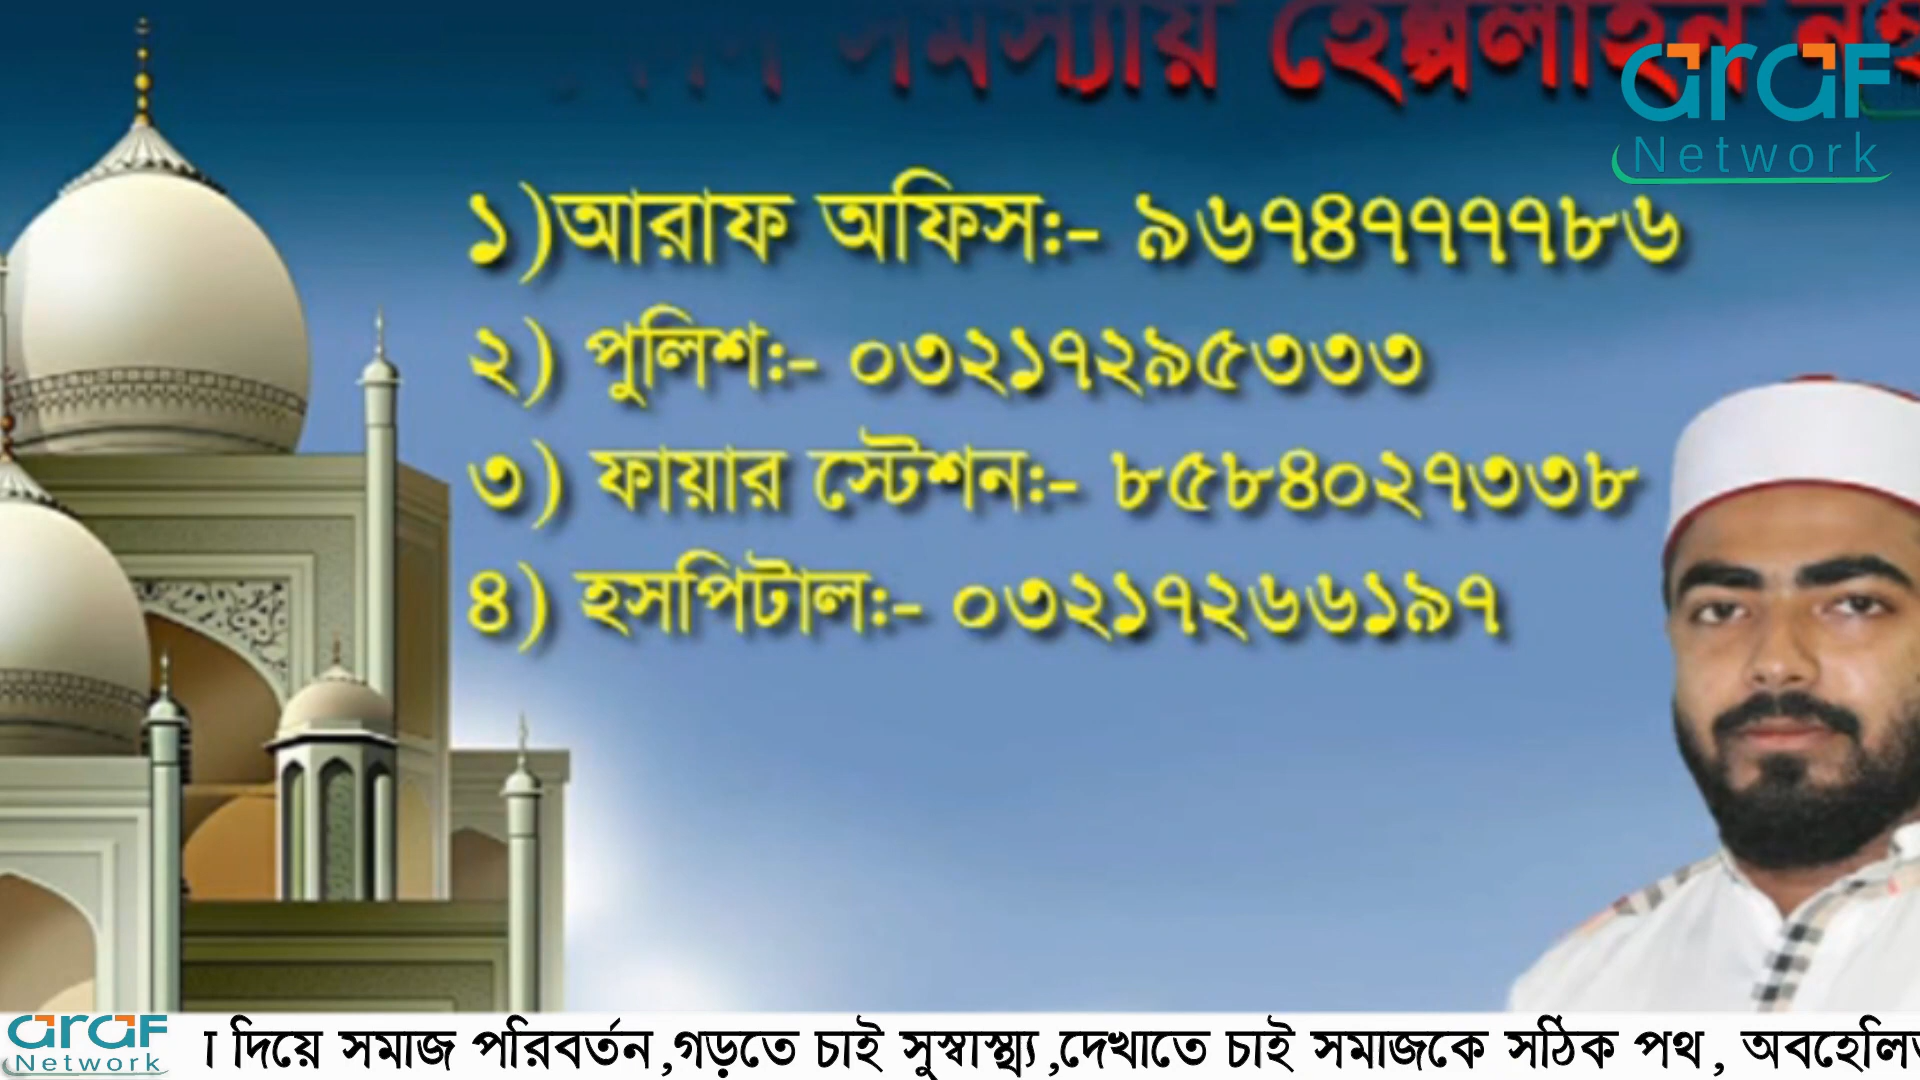 সমস্যায় হেল্পলাইন
araf
Network
১)আরাফ অফিস:- ৯৬৭৪৭৭৭৭৮৬
২) পুলিশ:- ০৩২১৭২৯৫৩৩৩
৩) ফায়ার স্টেশন:- ৮৫৮৪০২৭৩৩৮
৪) হসপিটাল:- ০৩২১৭২৬৬১৯৭
araf
Network
দিয়ে সমাজ পরিবর্তন ,গড়তে চাই সুস্বাস্থ্য ,দেখাতে চাই সমাজকে সঠিক পথ ,